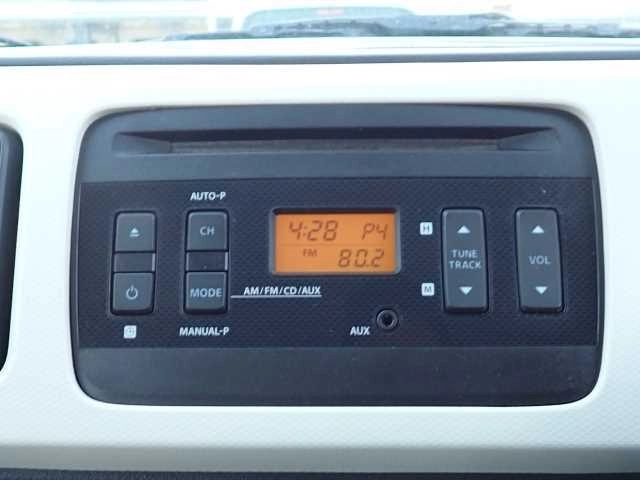 AUTO-P
CH
MODE
MANUAL-P
AM/FM/CD/AUX
4:28 P4
FM 80.2
AUX
H
M
TUNE
TRACK
VOL